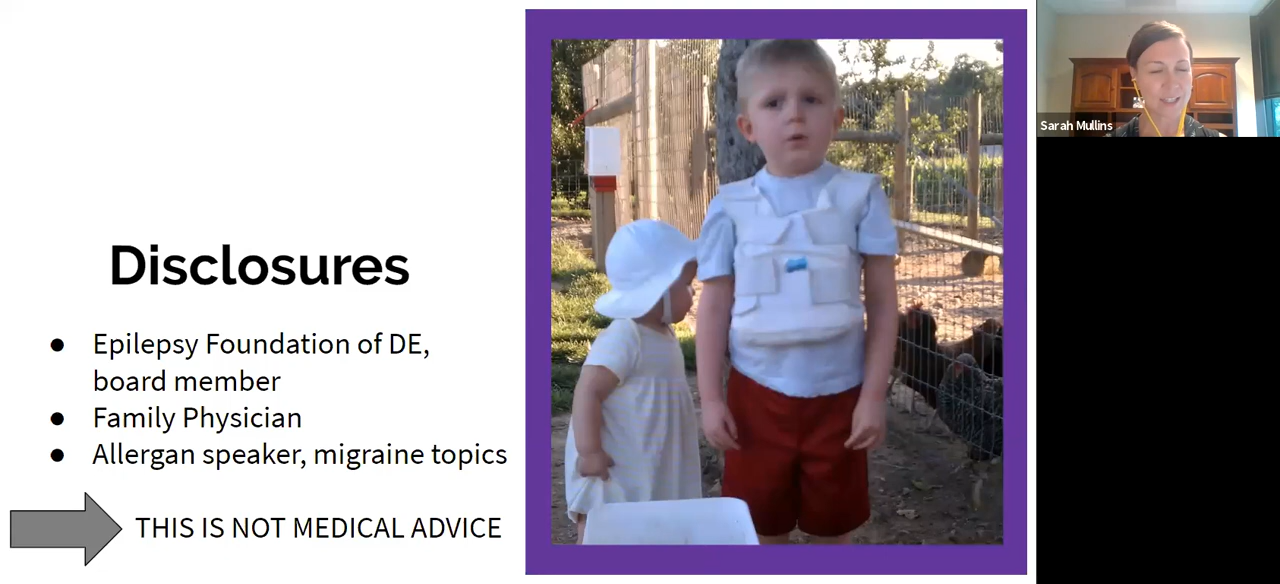 Disclosures
● Epilepsy Foundation of DE,
board member
● Family Physician
● Allergan speaker, migraine topics
THIS IS NOT MEDICAL ADVICE
Sarah Mullins